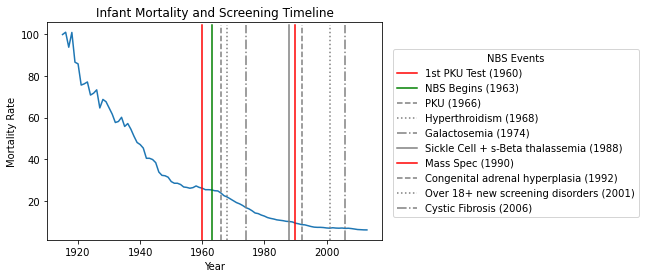 Infant Mortality and Screening Timeline
Mortality Rate
100
80
60
40
20
1920
1940
1960
1980
2000
Year
NBS Events
1st PKU Test (1960)
NBS Begins (1963)
PKU (1966)
Hyperthroidism (1968)
Galactosemia (1974)
Sickle Cell + s-Beta thalassemia (1988)
Mass Spec (1990)
Congenital adrenal hyperplasia (1992)
Over 18+ new screening disorders (2001)
Cystic Fibrosis (2006)